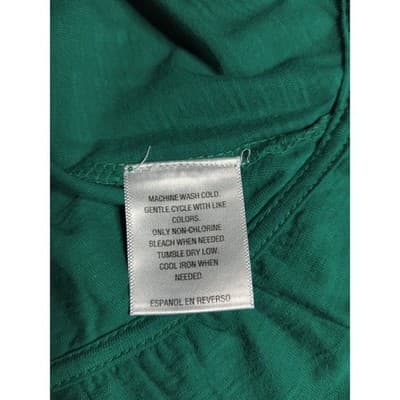 MACHINE WASH COLD.
GENTLE CYCLE WITH LIKE
COLORS.
ONLY NON-CHLORINE
BLEACH WHEN NEEDED
TUMBLE DRY LOW.
COOL IRON WHEN
NEEDED.
ESPANOL EN REVERSO